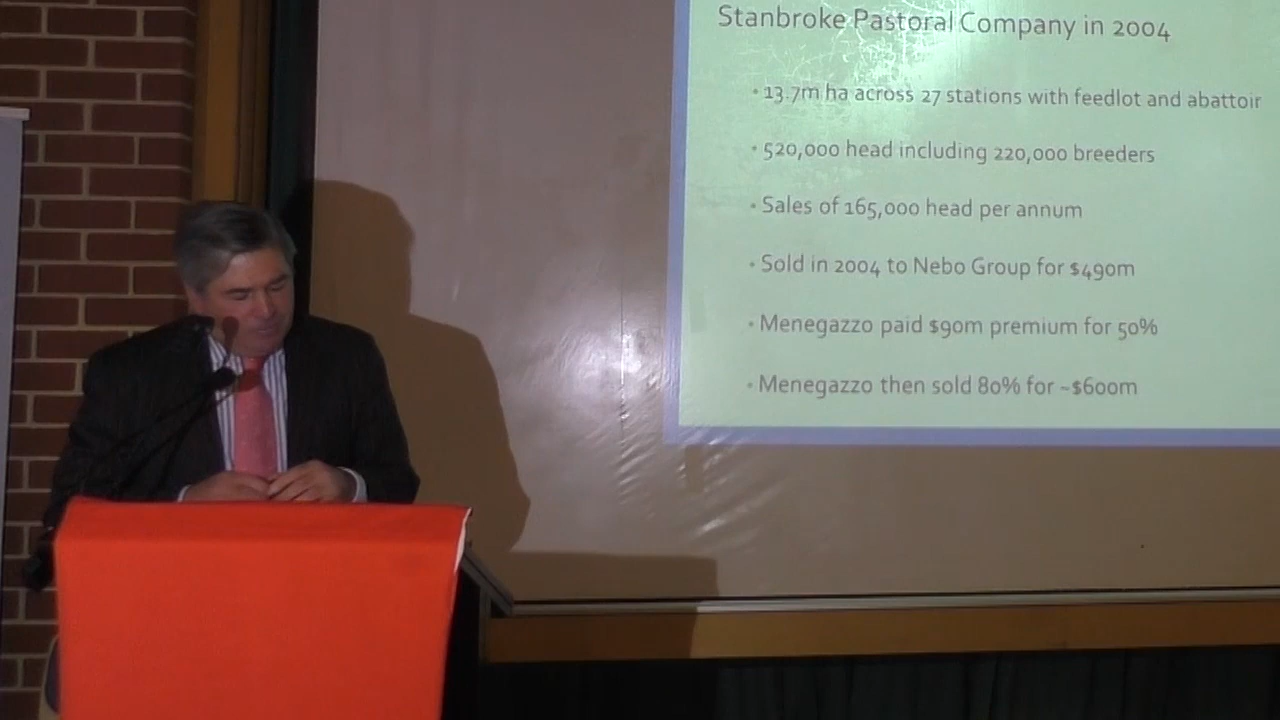 Stanbroke Pastoral Company in 2004
• 13.7m ha across 27 stations with feedlot and abattoir
• 520,000 head including 220,000 breeders
• Sales of 165,000 head per annum
• Sold in 2004 to Nebo Group for $490m
• Menegazzo paid $90m premium for 50%
• Menegazzo then sold 80% for ~$600m